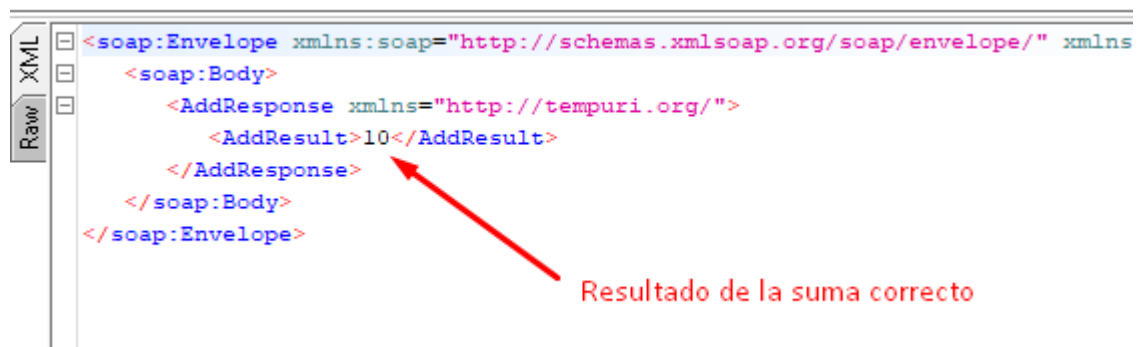 XML
Raw
<soap:Envelope xmlns:soap="http://schemas.xmlsoap.org/soap/envelope/" xmlns
<soap:Body>
<AddResponse xmlns="http://tempuri.org/">
<AddResult>10</AddResult>
</AddResponse>
</soap:Body>
</soap:Envelope>
Resultado de la suma correcto